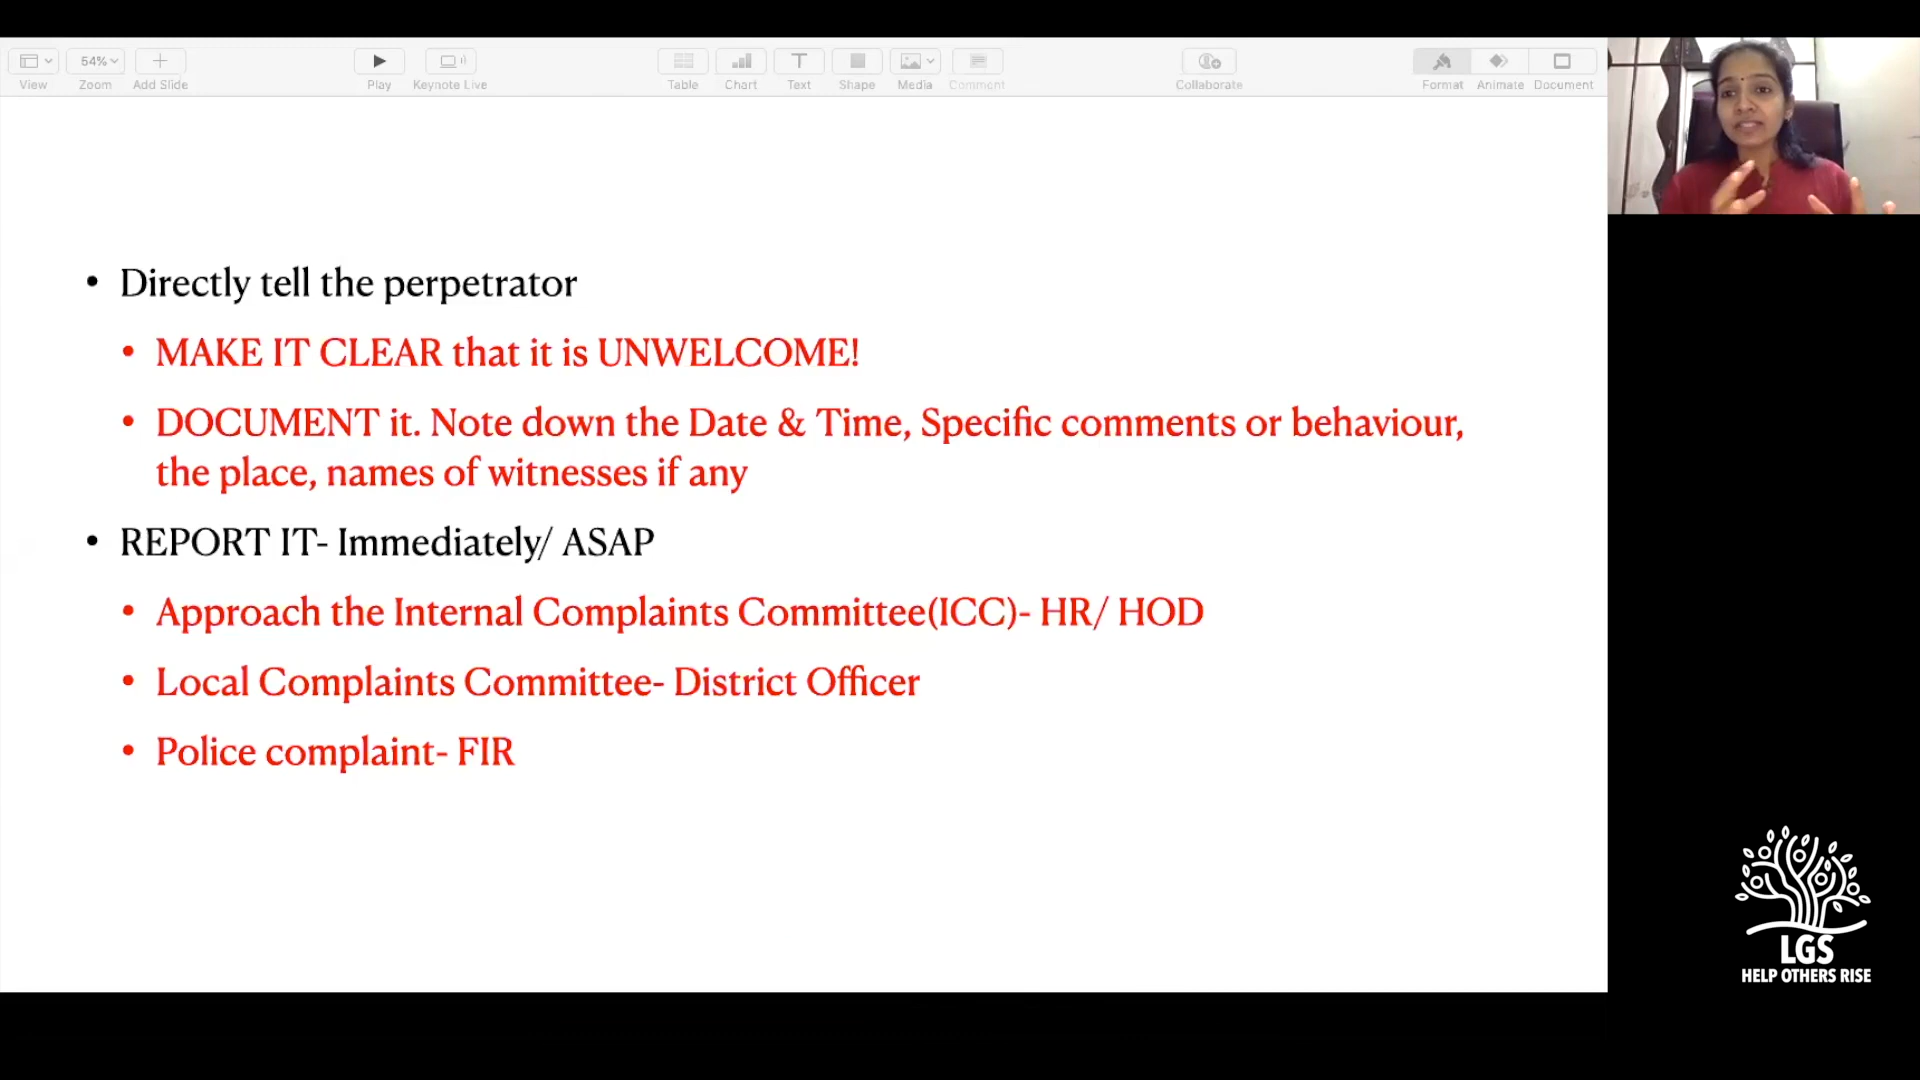 54%
View
Zoom
Add Slide
Play
Keynote Live
Table
Chart
Text
Shape
Media
Comment
Collaborate
Format
Animate
Document
• Directly tell the perpetrator
• MAKE IT CLEAR that it is UNWELCOME!
• DOCUMENT it. Note down the Date & Time, Specific comments or behaviour,
the place, names of witnesses if any
• REPORT IT- Immediately/ ASAP
• Approach the Internal Complaints Committee(ICC)- HR/ HOD
• Local Complaints Committee- District Officer
• Police complaint- FIR
LGS
HELP OTHERS RISE